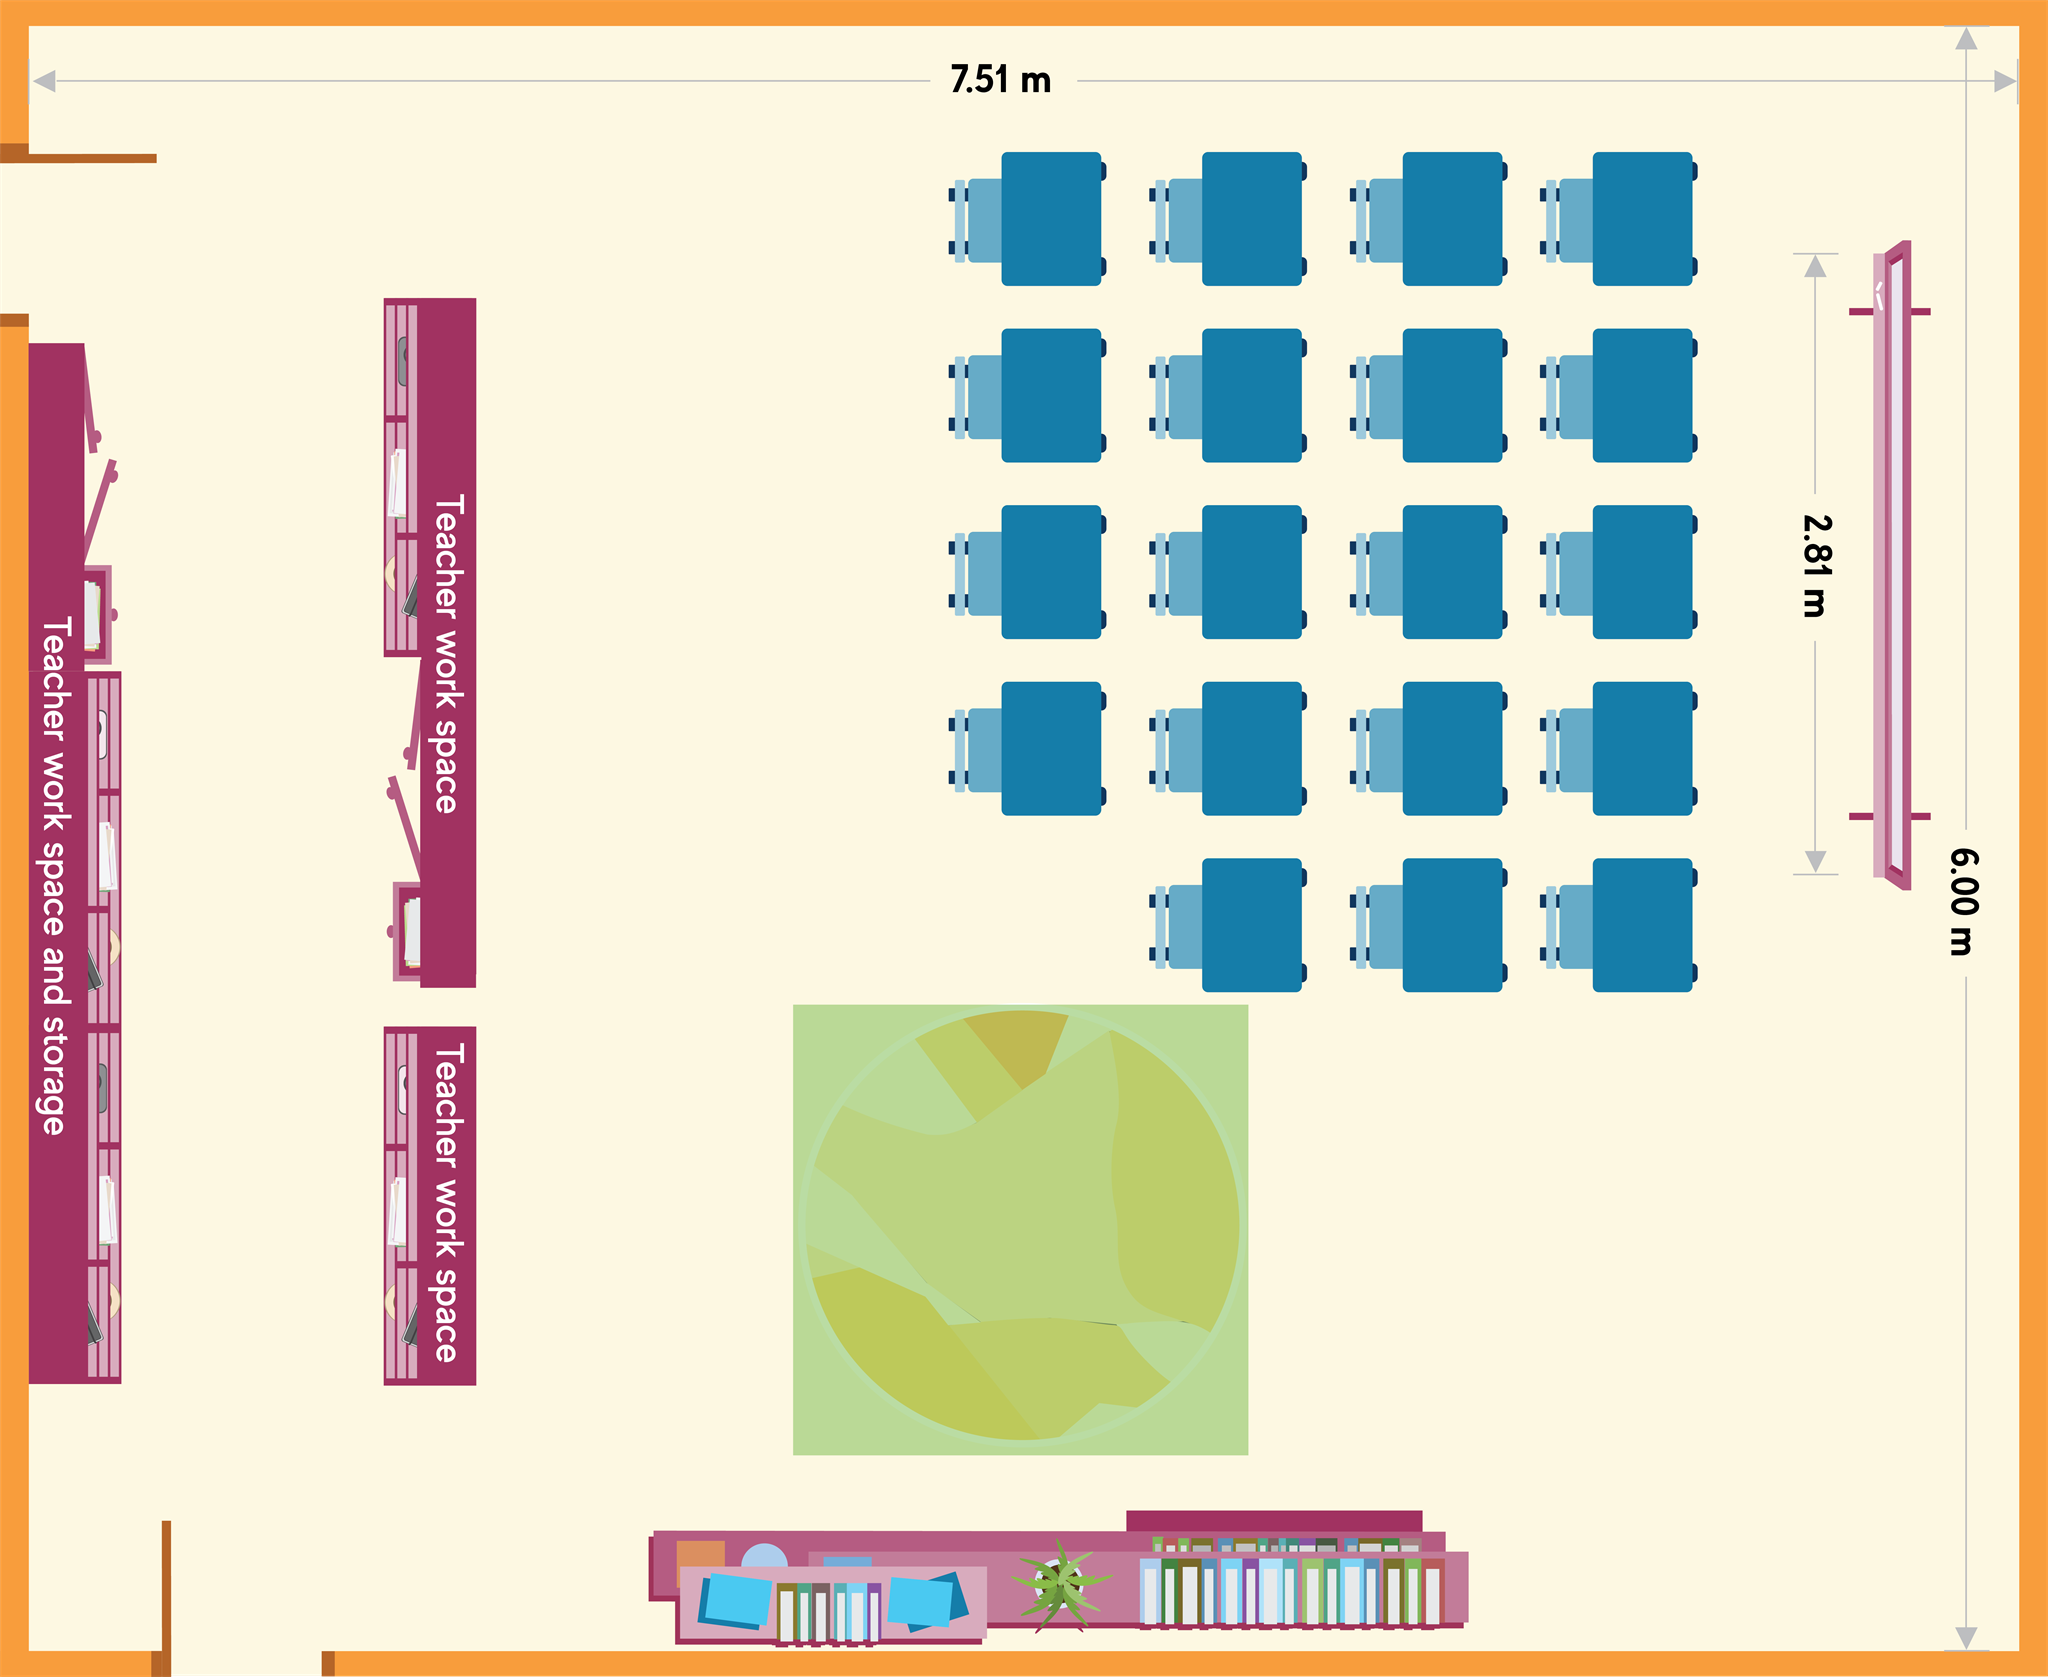 7.51 m
Teacher work space
2.81 m
Teacher work space and storage
6.00 m
Teacher work space